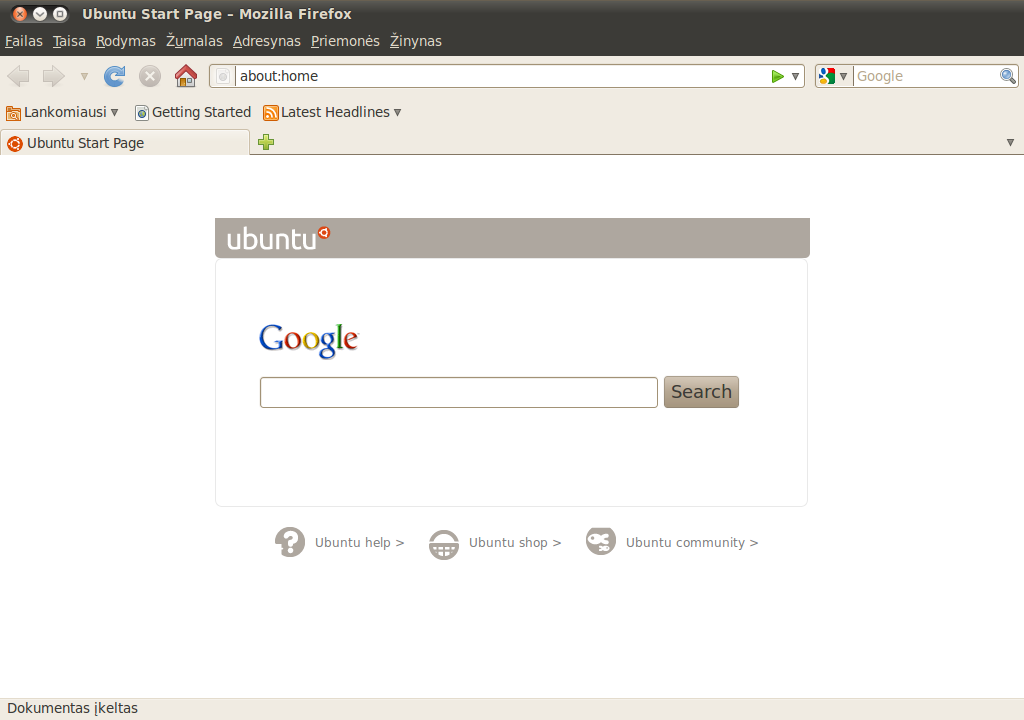 Ubuntu Start Page – Mozilla Firefox
Failas Taisa Rodymas Žurnalas Adresynas Priemonės Žinynas
about:home Google
Lankomiausi Getting Started Latest Headlines
Ubuntu Start Page
ubuntu
Google
Search
Ubuntu help > Ubuntu shop > Ubuntu community >
Dokumentas įkeltas